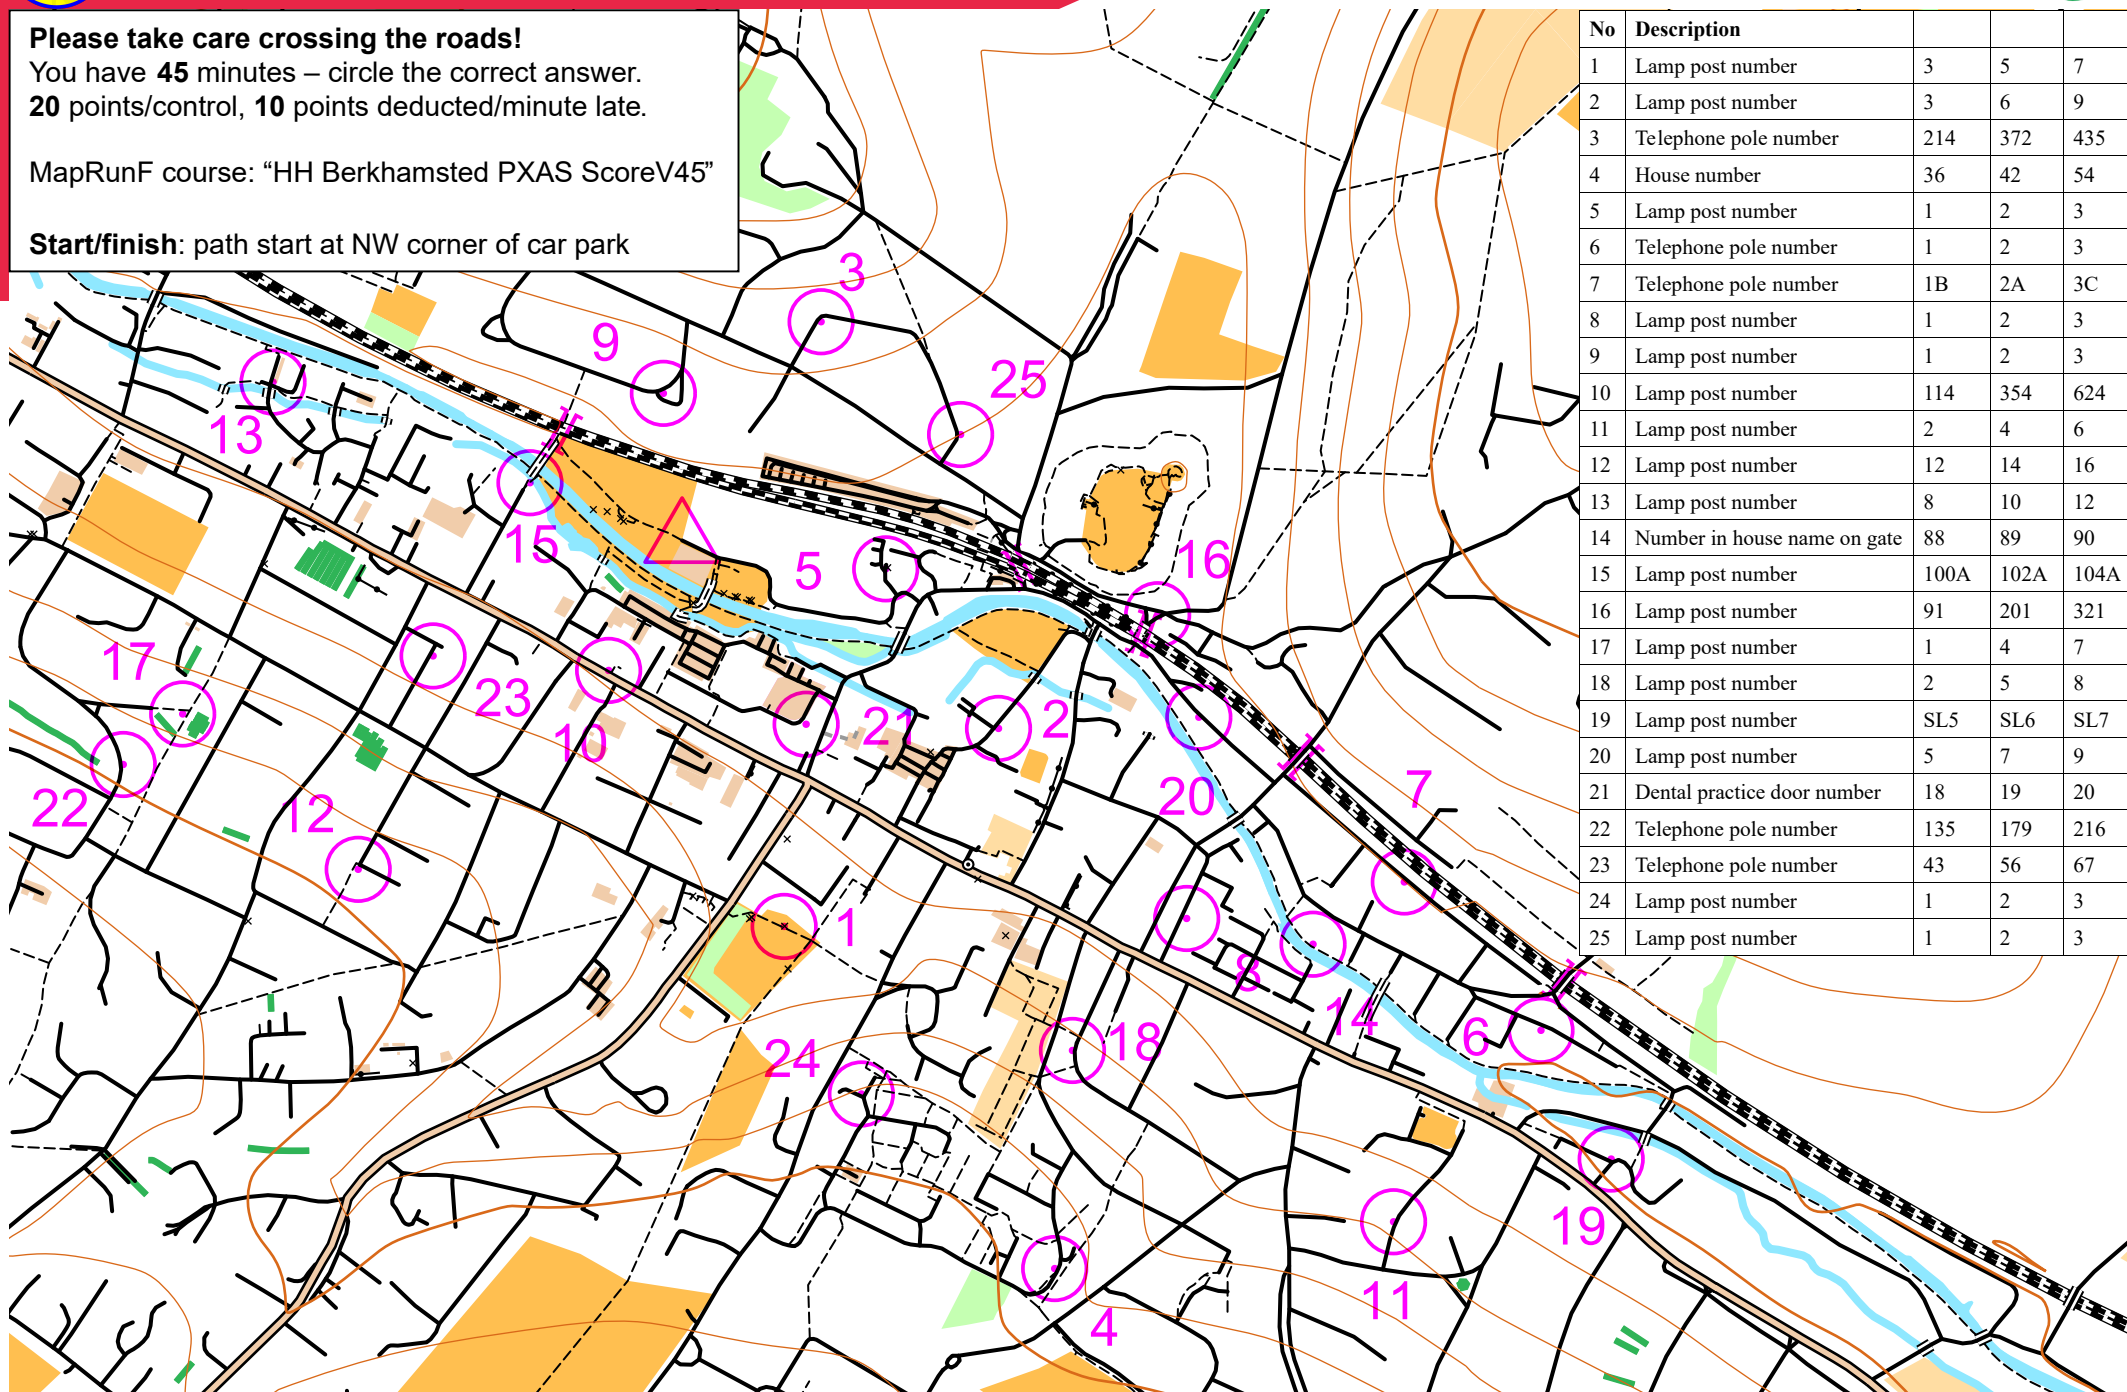 Please take care crossing the roads!
You have 45 minutes – circle the correct answer.
20 points/control, 10 points deducted/minute late.
MapRunF course: “HH Berkhamsted PXAS ScoreV45”
Start/finish: path start at NW corner of car park
No Description
1 Lamp post number 3 5 7
2 Lamp post number 3 6 9
3 Telephone pole number 214 372 435
4 House number 36 42 54
5 Lamp post number 1 2 3
6 Telephone pole number 1 2 3
7 Telephone pole number 1B 2A 3C
8 Lamp post number 1 2 3
9 Lamp post number 1 2 3
10 Lamp post number 114 354 624
11 Lamp post number 2 4 6
12 Lamp post number 12 14 16
13 Lamp post number 8 10 12
14 Number in house name on gate 88 89 90
15 Lamp post number 100A 102A 104A
16 Lamp post number 91 201 321
17 Lamp post number 1 4 7
18 Lamp post number 2 5 8
19 Lamp post number SL5 SL6 SL7
20 Lamp post number 5 7 9
21 Dental practice door number 18 19 20
22 Telephone pole number 135 179 216
23 Telephone pole number 43 56 67
24 Lamp post number 1 2 3
25 Lamp post number 1 2 3
3
9
25
13
15
5
16
17
23
10
21
2
20
7
22
12
1
8
14
6
18
24
19
11
4